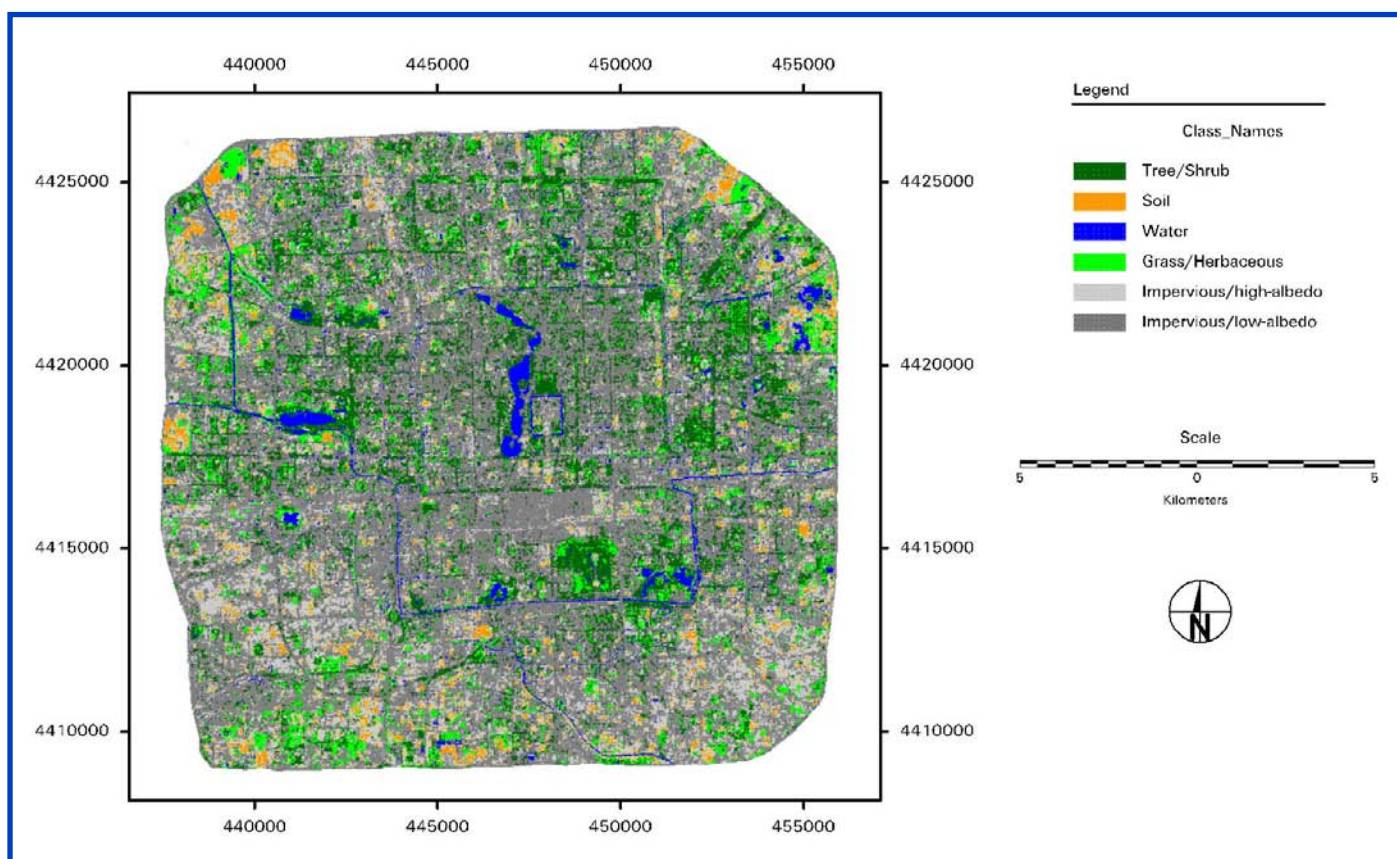 440000 445000 450000 455000
Legend
Class_Names
4425000 4425000
Tree/Shrub
Soil
Water
Grass/Herbaceous
Impervious/high-albedo
Impervious/low-albedo
4420000 4420000
Scale
5 0 5
Kilometers
4415000 4415000
N
4410000 4410000
440000 445000 450000 455000